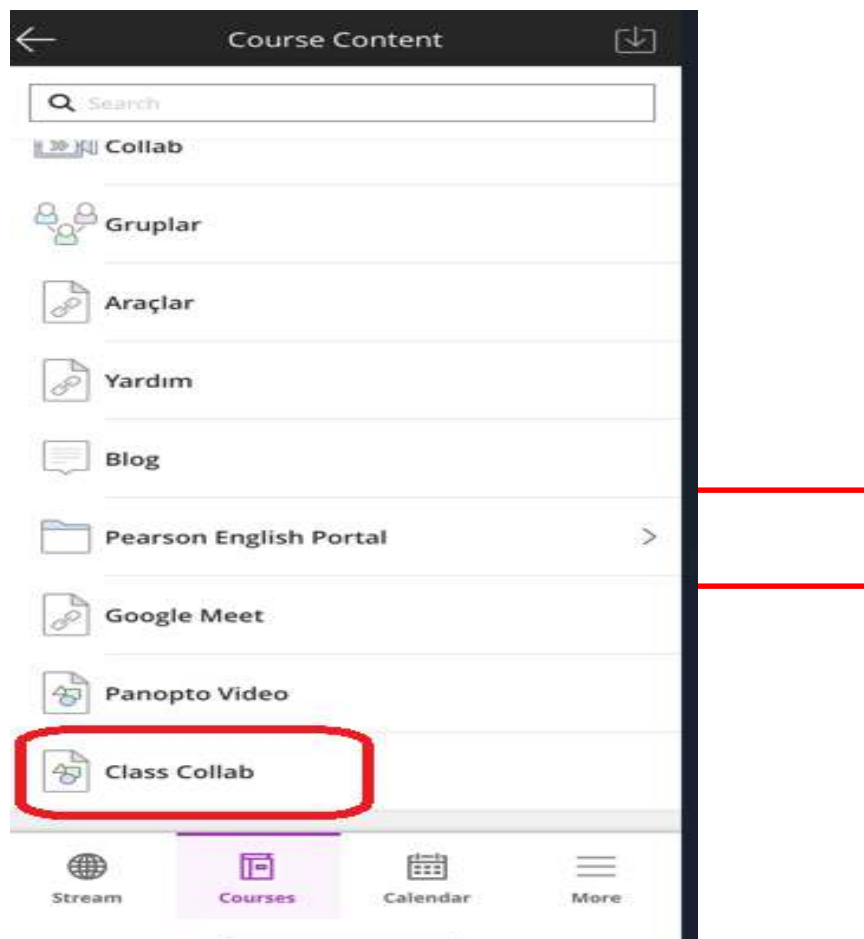 Course Content
Search
Collab
Gruplar
Araçlar
Yardım
Blog
Pearson English Portal
Google Meet
Panopto Video
Class Collab
Stream Courses Calendar More